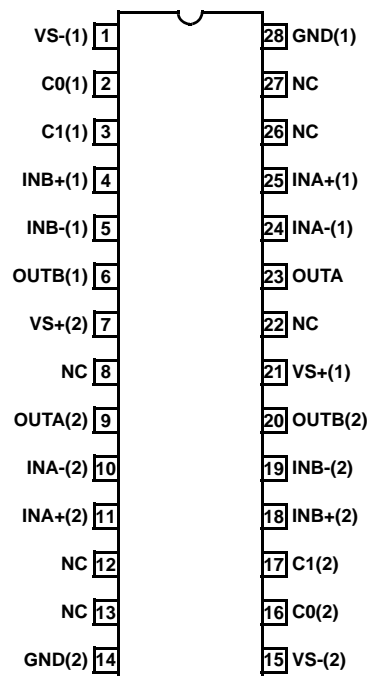 VS-(1) 1 28 GND(1)
C0(1) 2 27 NC
C1(1) 3 26 NC
INB+(1) 4 25 INA+(1)
INB-(1) 5 24 INA-(1)
OUTB(1) 6 23 OUTA
VS+(2) 7 22 NC
NC 8 21 VS+(1)
OUTA(2) 9 20 OUTB(2)
INA-(2) 10 19 INB-(2)
INA+(2) 11 18 INB+(2)
NC 12 17 C1(2)
NC 13 16 C0(2)
GND(2) 14 15 VS-(2)